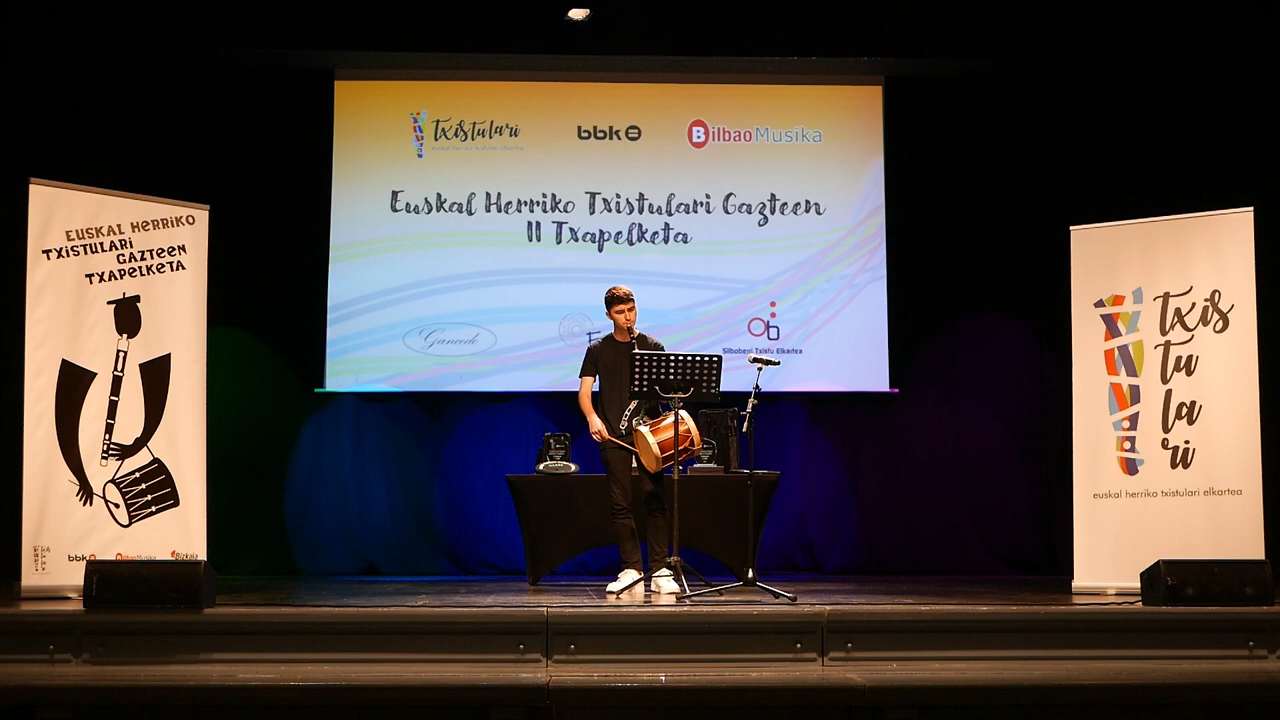 EUSKAL HERRIKO
TXISTULARI
GAZTEEN
TXAPELKETA
bbk
BilbaoMusika
Bizkaia
Txistulari
euskal herriko txistulari elkartea
bbk
BilbaoMusika
Euskal Herriko Txistulari Gazteen
II Txapelketa
Gancedo
Silboberri Txistu Elkartea
Txis
tu
la
ri
euskal herriko txistulari elkartea